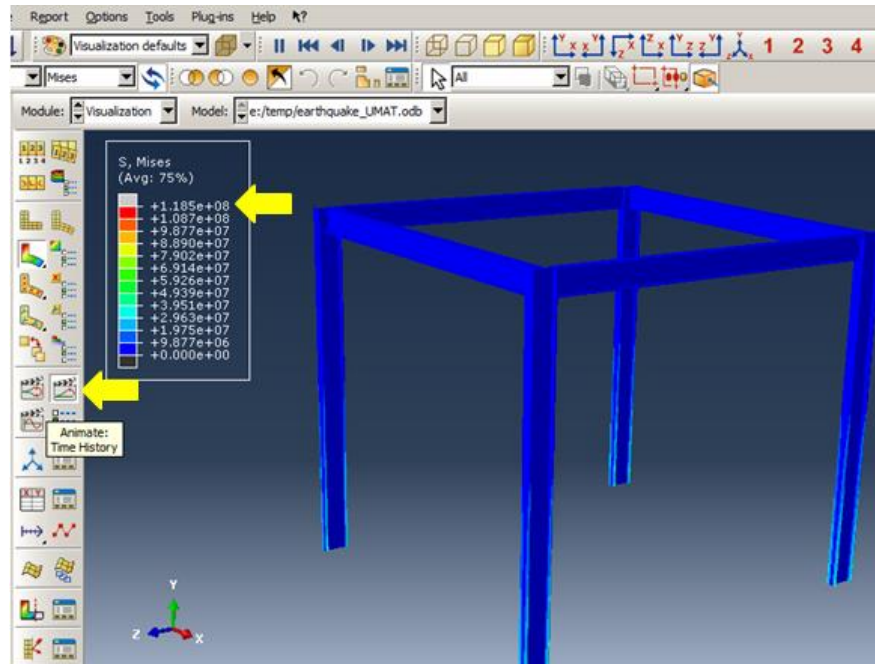 Report Options Tools Plug-ins Help
Visualization defaults
1 2 3 4
Mises All
Module: Visualization Model: e:/temp/earthquake_UMAT.odb
S, Mises
(Avg: 75%)
+1.185e+08
+1.087e+08
+9.877e+07
+8.890e+07
+7.902e+07
+6.914e+07
+5.926e+07
+4.939e+07
+3.951e+07
+2.963e+07
+1.975e+07
+9.877e+06
+0.000e+00
Animate:
Time History
Y
Z X